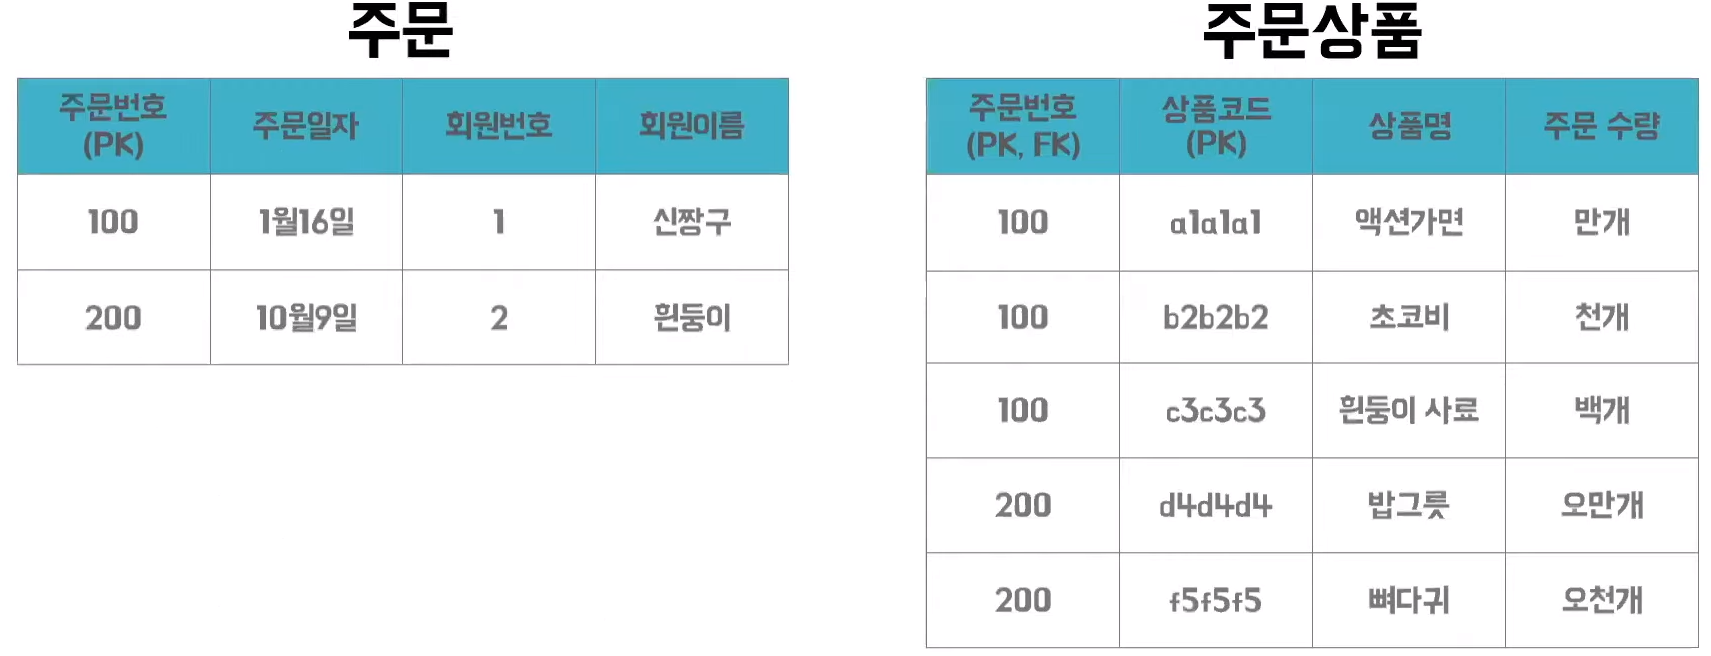 주문
주문번호
(PK)
주문일자
회원번호
회원이름
100
1월16일
1
신짱구
200
10월9일
2
흰둥이
주문상품
주문번호
(PK, FK)
상품코드
(PK)
상품명
주문 수량
100
a1a1a1
액션가면
만개
100
b2b2b2
초코비
천개
100
c3c3c3
흰둥이 사료
백개
200
d4d4d4
밥그릇
오만개
200
f5f5f5
뼈다귀
오천개